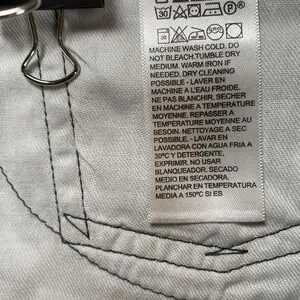 MACHINE WASH COLD. DO
NOT BLEACH.TUMBLE DRY
MEDIUM. WARM IRON IF
NEEDED. DRY CLEANING
POSSIBLE - LAVER EN
MACHINE A L'EAU FROIDE.
NE PAS BLANCHIR. SECHER
EN MACHINE A TEMPERATURE
MOYENNE. REPASSER A
TEMPERATURE MOYENNE AU
BESOIN. NETTOYAGE A SEC
POSSIBLE. - LAVAR EN
LAVADORA CON AGUA FRIA A
30ºC Y DETERGENTE.
EXPRIMIR. NO USAR
BLANQUEADOR. SECADO
MEDIO EN SECADORA.
PLANCHAR EN TEMPERATURA
MEDIA A 150ºC SI ES